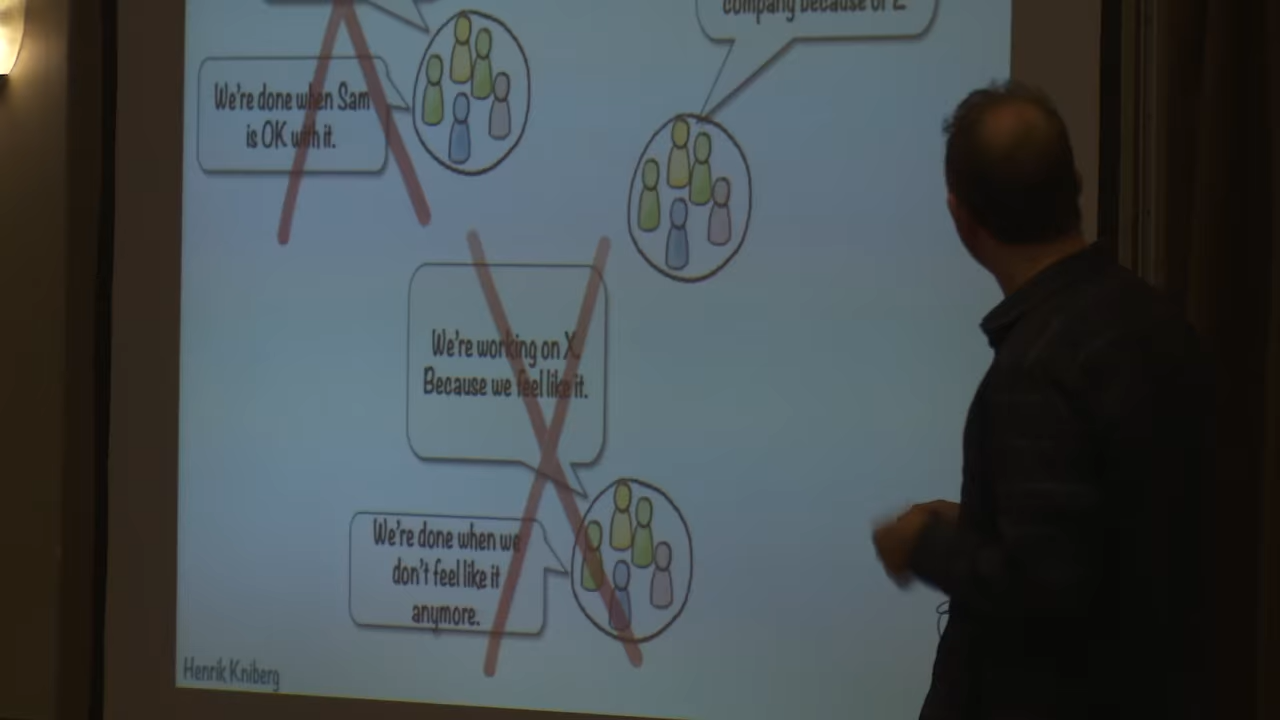 company because of Z
We're done when Sam
is OK with it.
We're working on X.
Because we feel like it.
We're done when we
don't feel like it
anymore.
Henrik Kniberg